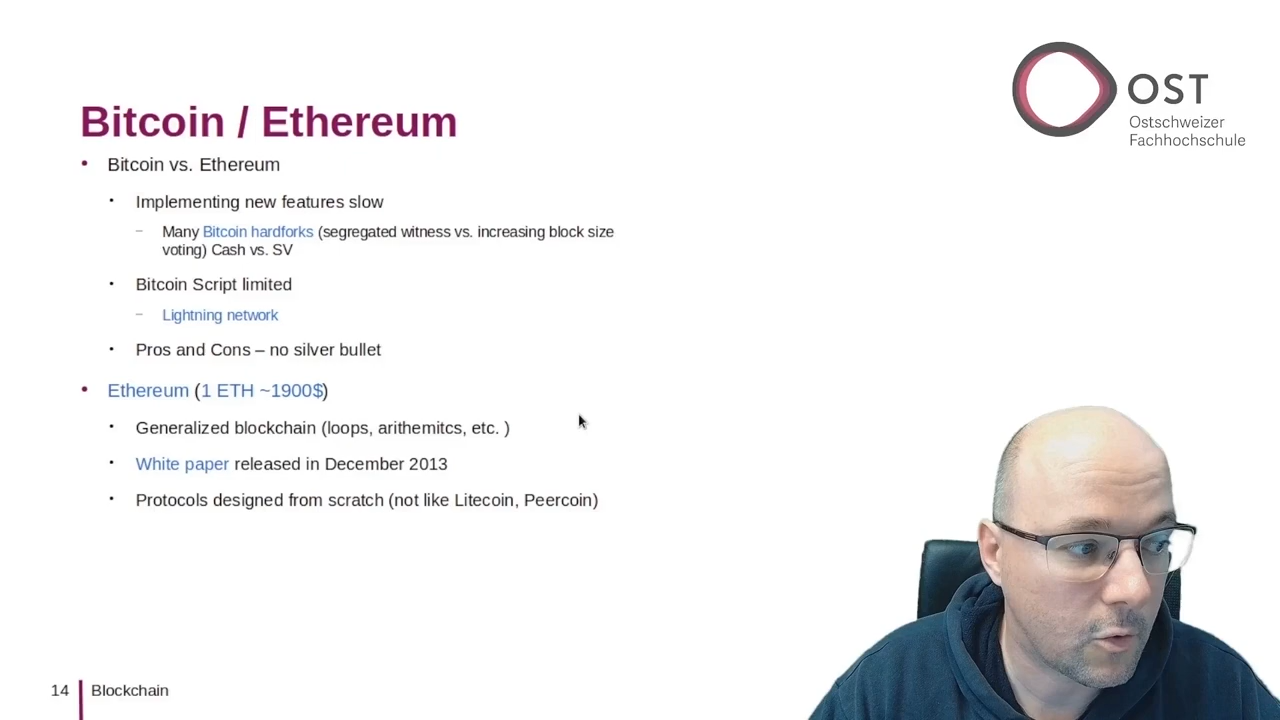 OST
Ostschweizer
Fachhochschule
Bitcoin / Ethereum
• Bitcoin vs. Ethereum
• Implementing new features slow
– Many Bitcoin hardforks (segregated witness vs. increasing block size
voting) Cash vs. SV
• Bitcoin Script limited
– Lightning network
• Pros and Cons – no silver bullet
• Ethereum (1 ETH ~1900$)
• Generalized blockchain (loops, arithemitcs, etc. )
• White paper released in December 2013
• Protocols designed from scratch (not like Litecoin, Peercoin)
14 Blockchain